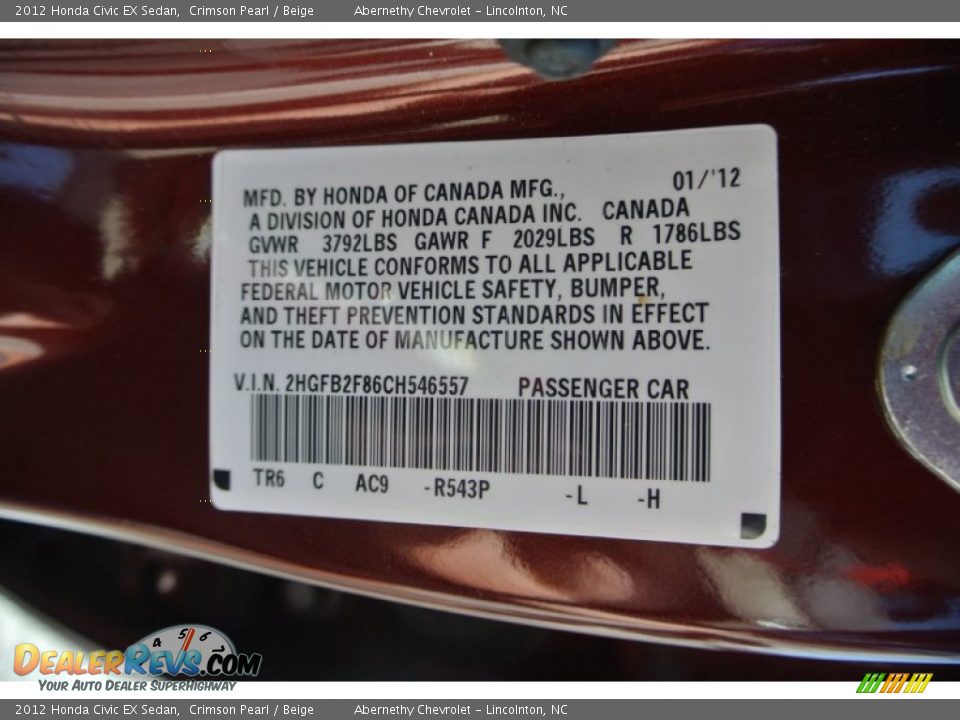 2012 Honda Civic EX Sedan, Crimson Pearl / Beige Abernethy Chevrolet - Lincolnton, NC
MFD. BY HONDA OF CANADA MFG., 01/'12
A DIVISION OF HONDA CANADA INC. CANADA
GVWR 3792LBS GAWR F 2029LBS R 1786LBS
THIS VEHICLE CONFORMS TO ALL APPLICABLE
FEDERAL MOTOR VEHICLE SAFETY, BUMPER,
AND THEFT PREVENTION STANDARDS IN EFFECT
ON THE DATE OF MANUFACTURE SHOWN ABOVE.
V.I.N. 2HGFB2F86CH546557 PASSENGER CAR
TR6 C AC9 -R543P -L -H
4 5 6
DEALERREVS.COM
YOUR AUTO DEALER SUPERHIGHWAY
2012 Honda Civic EX Sedan, Crimson Pearl / Beige Abernethy Chevrolet - Lincolnton, NC